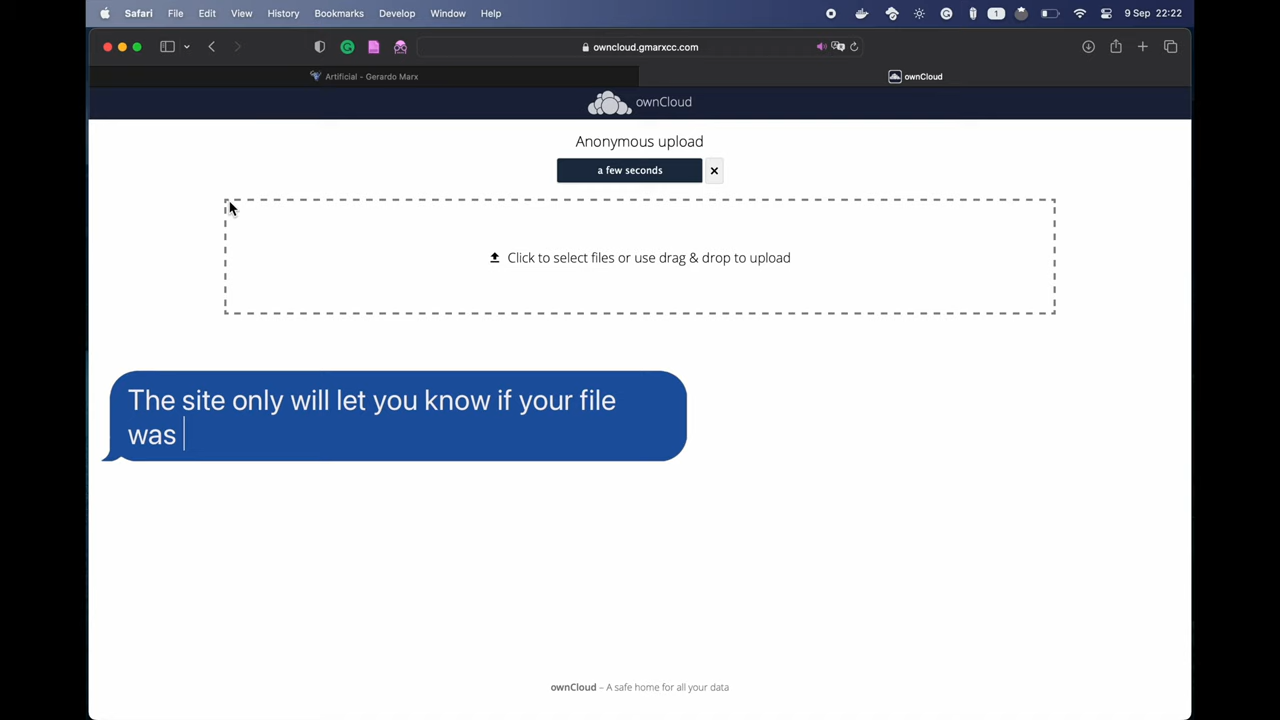 Safari File Edit View History Bookmarks Develop Window Help 1 9 Sep 22:22
owncloud.gmarxcc.com
Artificial - Gerardo Marx ownCloud
ownCloud
Anonymous upload
a few seconds
Click to select files or use drag & drop to upload
The site only will let you know if your file
was
ownCloud – A safe home for all your data